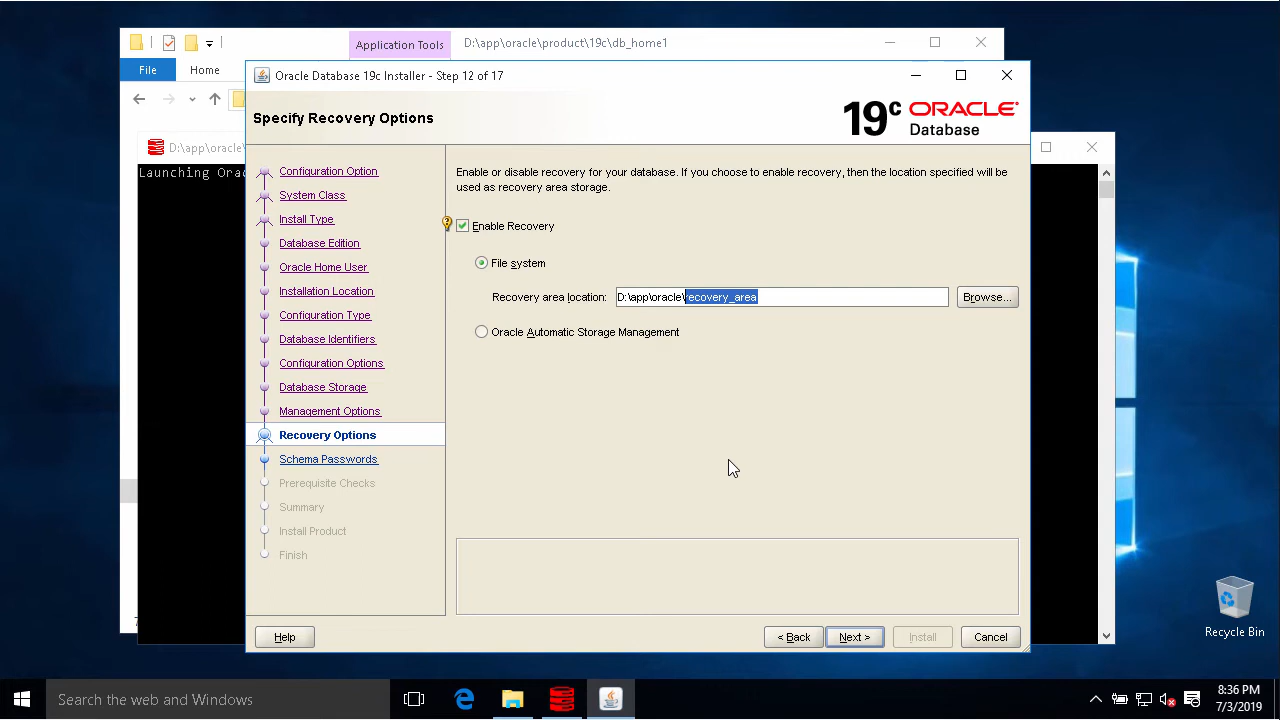 Application Tools
D:\app\oracle\product\19c\db_home1
File
Home
Oracle Database 19c Installer - Step 12 of 17
Specify Recovery Options
19c ORACLE
Database
D:\app\oracle\
Launching Orac
Configuration Option
System Class
Install Type
Database Edition
Oracle Home User
Installation Location
Configuration Type
Database Identifiers
Configuration Options
Database Storage
Management Options
Recovery Options
Schema Passwords
Prerequisite Checks
Summary
Install Product
Finish
Enable or disable recovery for your database. If you choose to enable recovery, then the location specified will be
used as recovery area storage.
Enable Recovery
File system
Recovery area location: D:\app\oracle\recovery_area Browse...
Oracle Automatic Storage Management
Help
< Back
Next >
Install
Cancel
Recycle Bin
Search the web and Windows
8:36 PM
7/3/2019